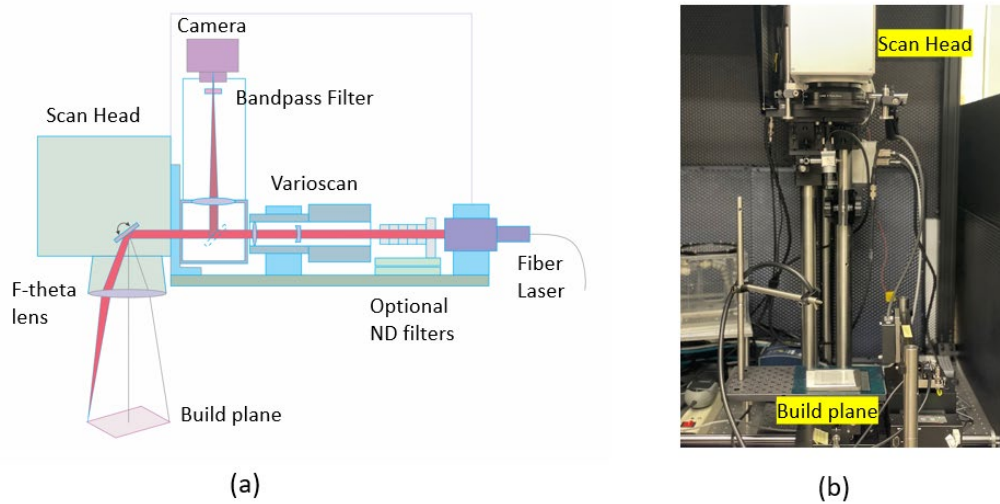 Camera
Bandpass Filter
Scan Head
Varioscan
F-theta
lens
Fiber
Laser
Optional
ND filters
Build plane
(a)
Scan Head
Build plane
(b)